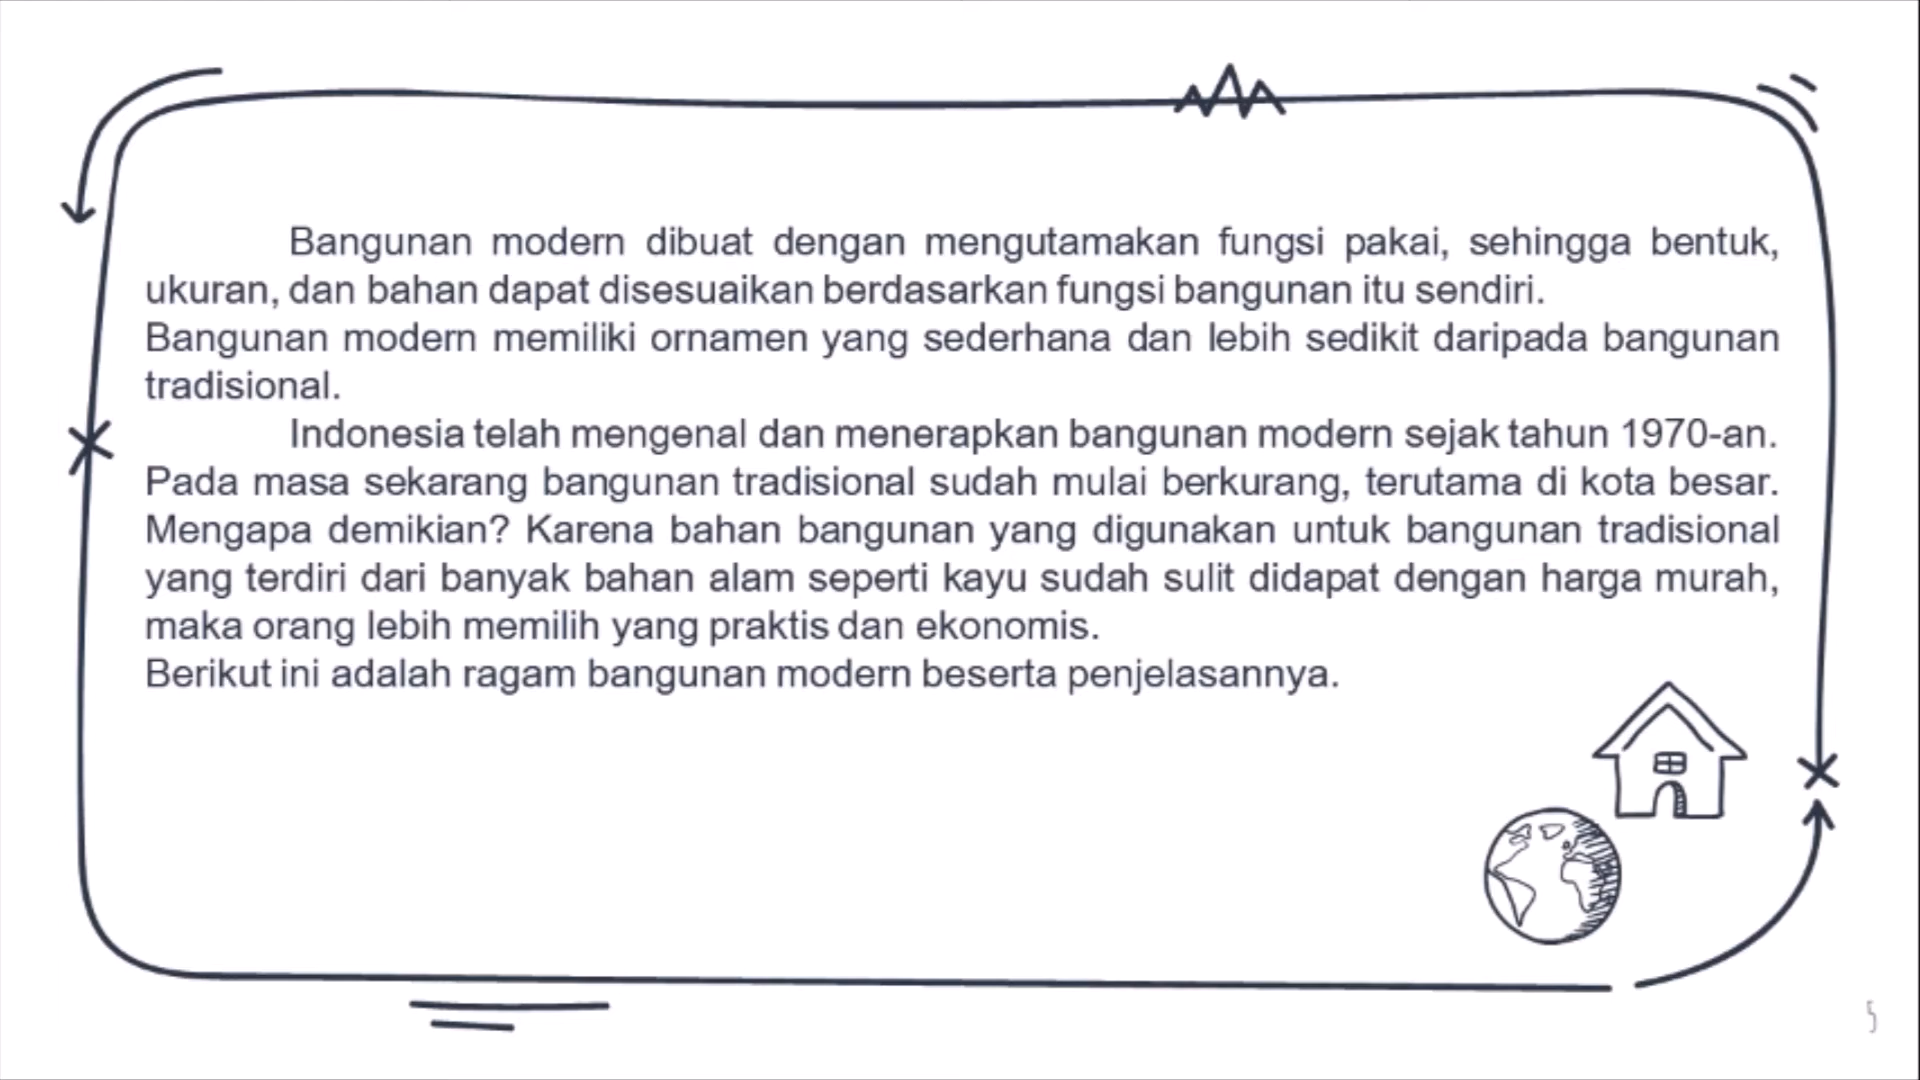 Bangunan modern dibuat dengan mengutamakan fungsi pakai, sehingga bentuk,
ukuran, dan bahan dapat disesuaikan berdasarkan fungsi bangunan itu sendiri.
Bangunan modern memiliki ornamen yang sederhana dan lebih sedikit daripada bangunan
tradisional.
Indonesia telah mengenal dan menerapkan bangunan modern sejak tahun 1970-an.
Pada masa sekarang bangunan tradisional sudah mulai berkurang, terutama di kota besar.
Mengapa demikian? Karena bahan bangunan yang digunakan untuk bangunan tradisional
yang terdiri dari banyak bahan alam seperti kayu sudah sulit didapat dengan harga murah,
maka orang lebih memilih yang praktis dan ekonomis.
Berikut ini adalah ragam bangunan modern beserta penjelasannya.
5